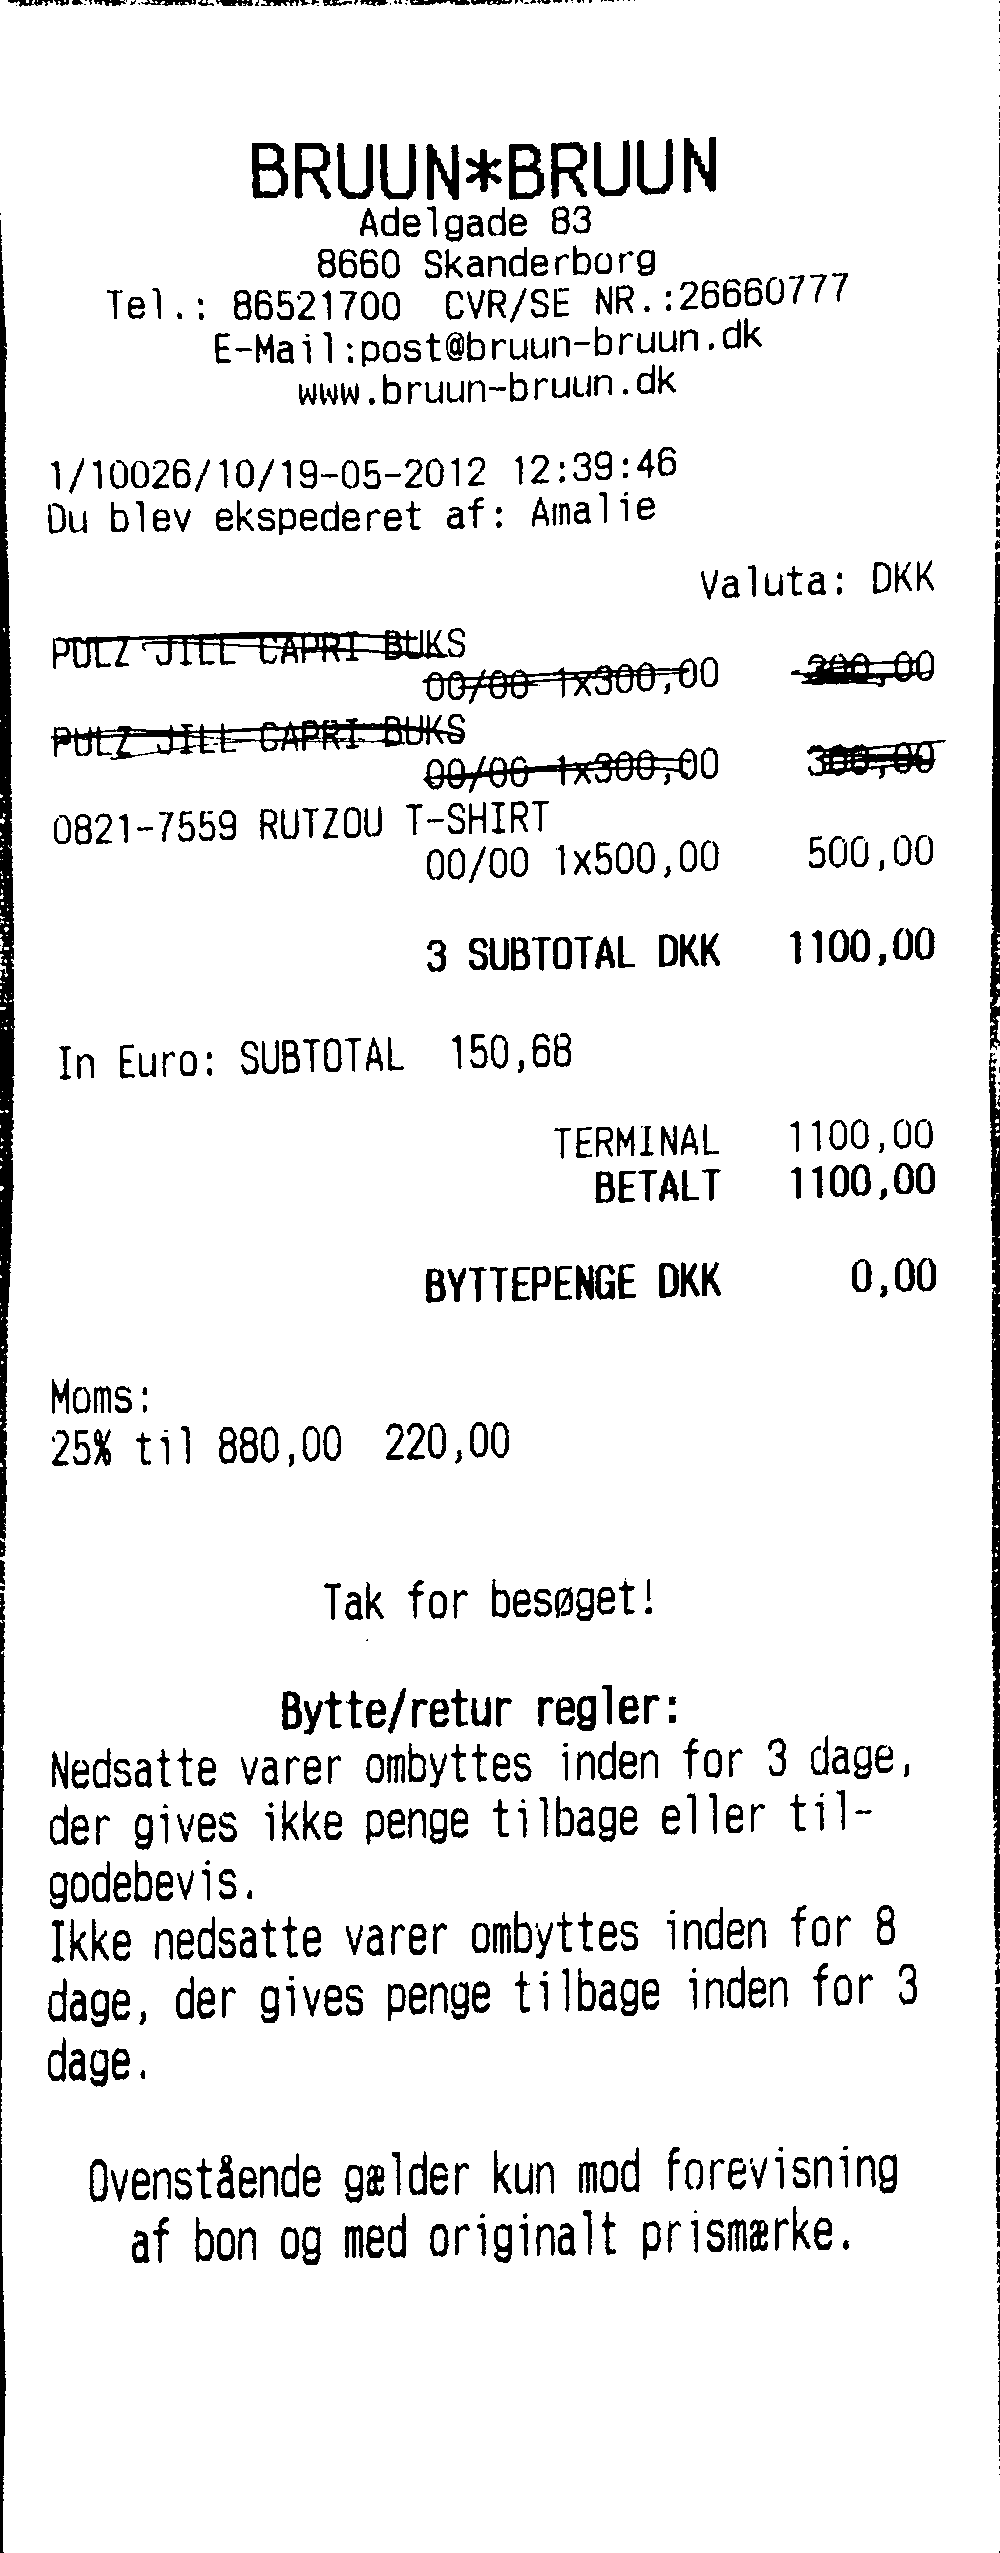 BRUUN*BRUUN
Adelgade 83
8660 Skanderborg
Tel.: 86521700 CVR/SE NR.:26660777
E-Mail:post@bruun-bruun.dk
www.bruun-bruun.dk
1/10026/10/19-05-2012 12:39:46
Du blev ekspederet af: Amalie
Valuta: DKK
PULZ JILL CAPRI BUKS
00/00 1x300,00 300,00
PULZ JILL CAPRI BUKS
00/00 1x300,00 300,00
0821-7559 RUTZOU T-SHIRT
00/00 1x500,00 500,00
3 SUBTOTAL DKK 1100,00
In Euro: SUBTOTAL 150,68
TERMINAL 1100,00
BETALT 1100,00
BYTTEPENGE DKK 0,00
Moms:
25% til 880,00 220,00
Tak for besøget!
Bytte/retur regler:
Nedsatte varer ombyttes inden for 3 dage,
der gives ikke penge tilbage eller til-
godebevis.
Ikke nedsatte varer ombyttes inden for 8
dage, der gives penge tilbage inden for 3
dage.
Ovenstående gælder kun mod forevisning
af bon og med originalt prismærke.